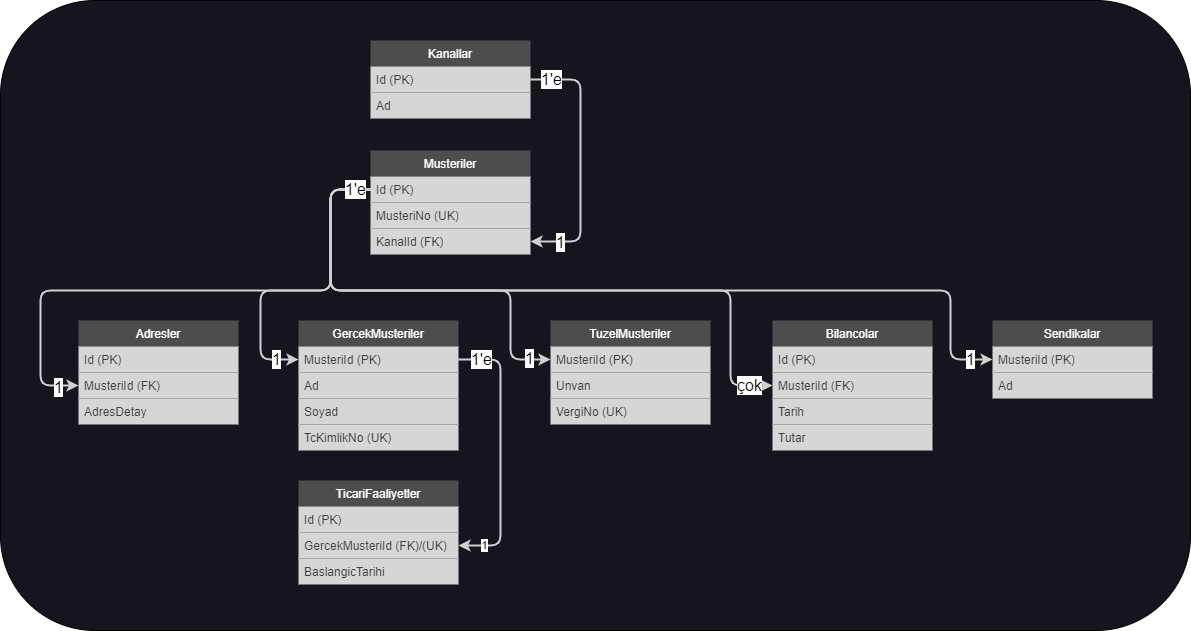 Kanallar
Id (PK)
1'e
Ad
Musteriler
1'e
Id (PK)
MusteriNo (UK)
KanalId (FK)
1
Adresler
Id (PK)
1
MusteriId (FK)
AdresDetay
GercekMusteriler
1
MusteriId (PK)
1'e
Ad
Soyad
TcKimlikNo (UK)
TuzelMusteriler
1
MusteriId (PK)
Unvan
VergiNo (UK)
Bilancolar
Id (PK)
çok
MusteriId (FK)
Tarih
Tutar
Sendikalar
1
MusteriId (PK)
Ad
TicariFaaliyetler
Id (PK)
GercekMusteriId (FK)/(UK)
1
BaslangicTarihi